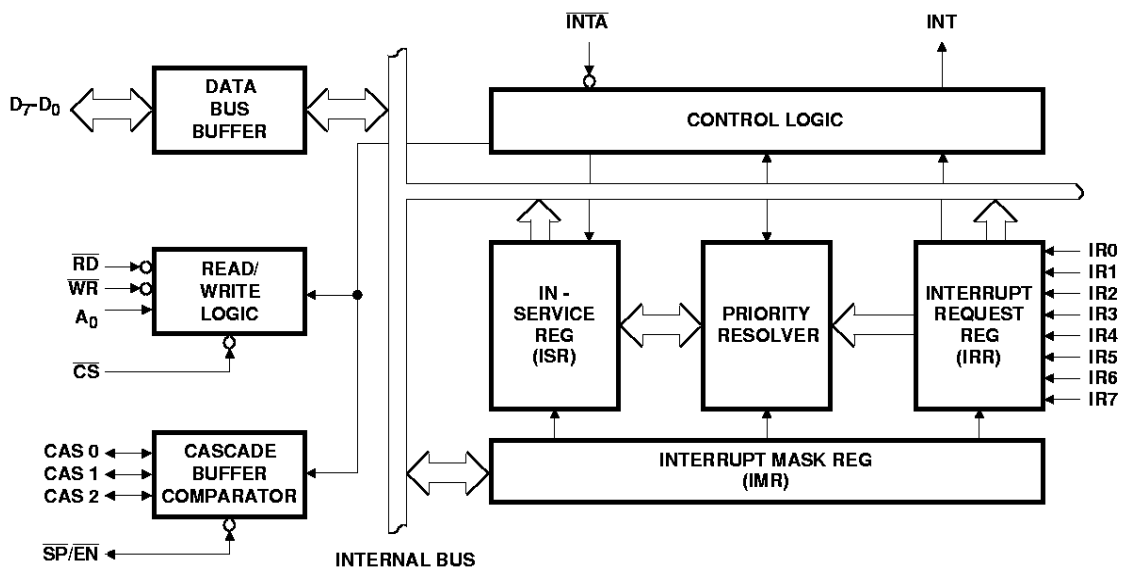 INTA
INT
D7-D0
DATA
BUS
BUFFER
CONTROL LOGIC
RD
WR
A0
CS
READ/
WRITE
LOGIC
IN -
SERVICE
REG
(ISR)
PRIORITY
RESOLVER
INTERRUPT
REQUEST
REG
(IRR)
IR0
IR1
IR2
IR3
IR4
IR5
IR6
IR7
CAS 0
CAS 1
CAS 2
CASCADE
BUFFER
COMPARATOR
SP/EN
INTERRUPT MASK REG
(IMR)
INTERNAL BUS